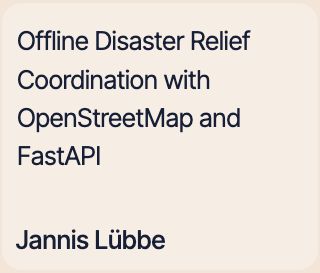 Offline Disaster Relief
Coordination with
OpenStreetMap and
FastAPI
Jannis Lübbe